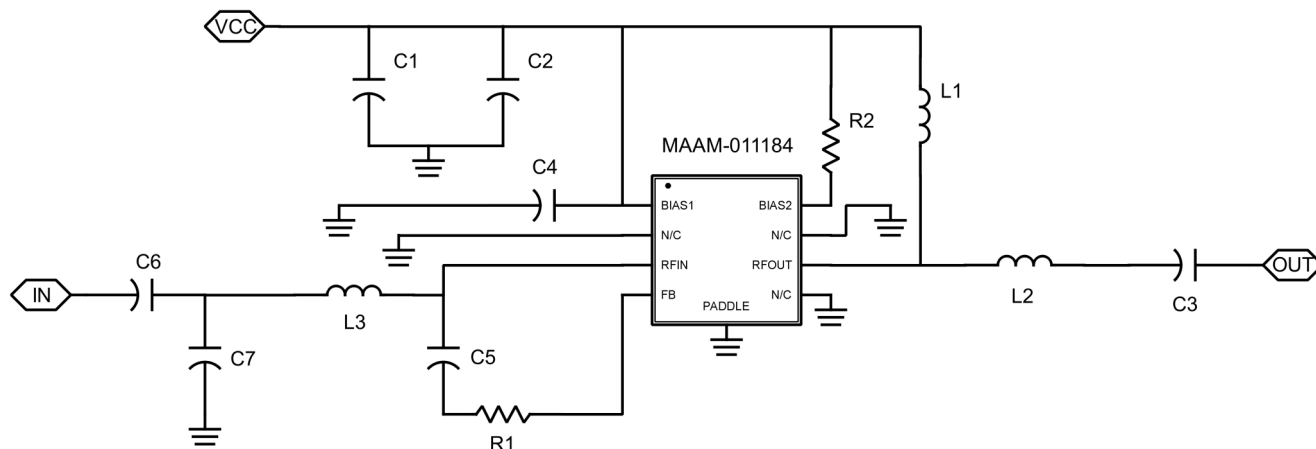 VCC
C1
C2
L1
R2
MAAM-011184
C4
BIAS1
BIAS2
N/C
N/C
C6
RFIN
RFOUT
OUT
IN
FB
N/C
L2
C3
PADDLE
L3
C7
C5
R1